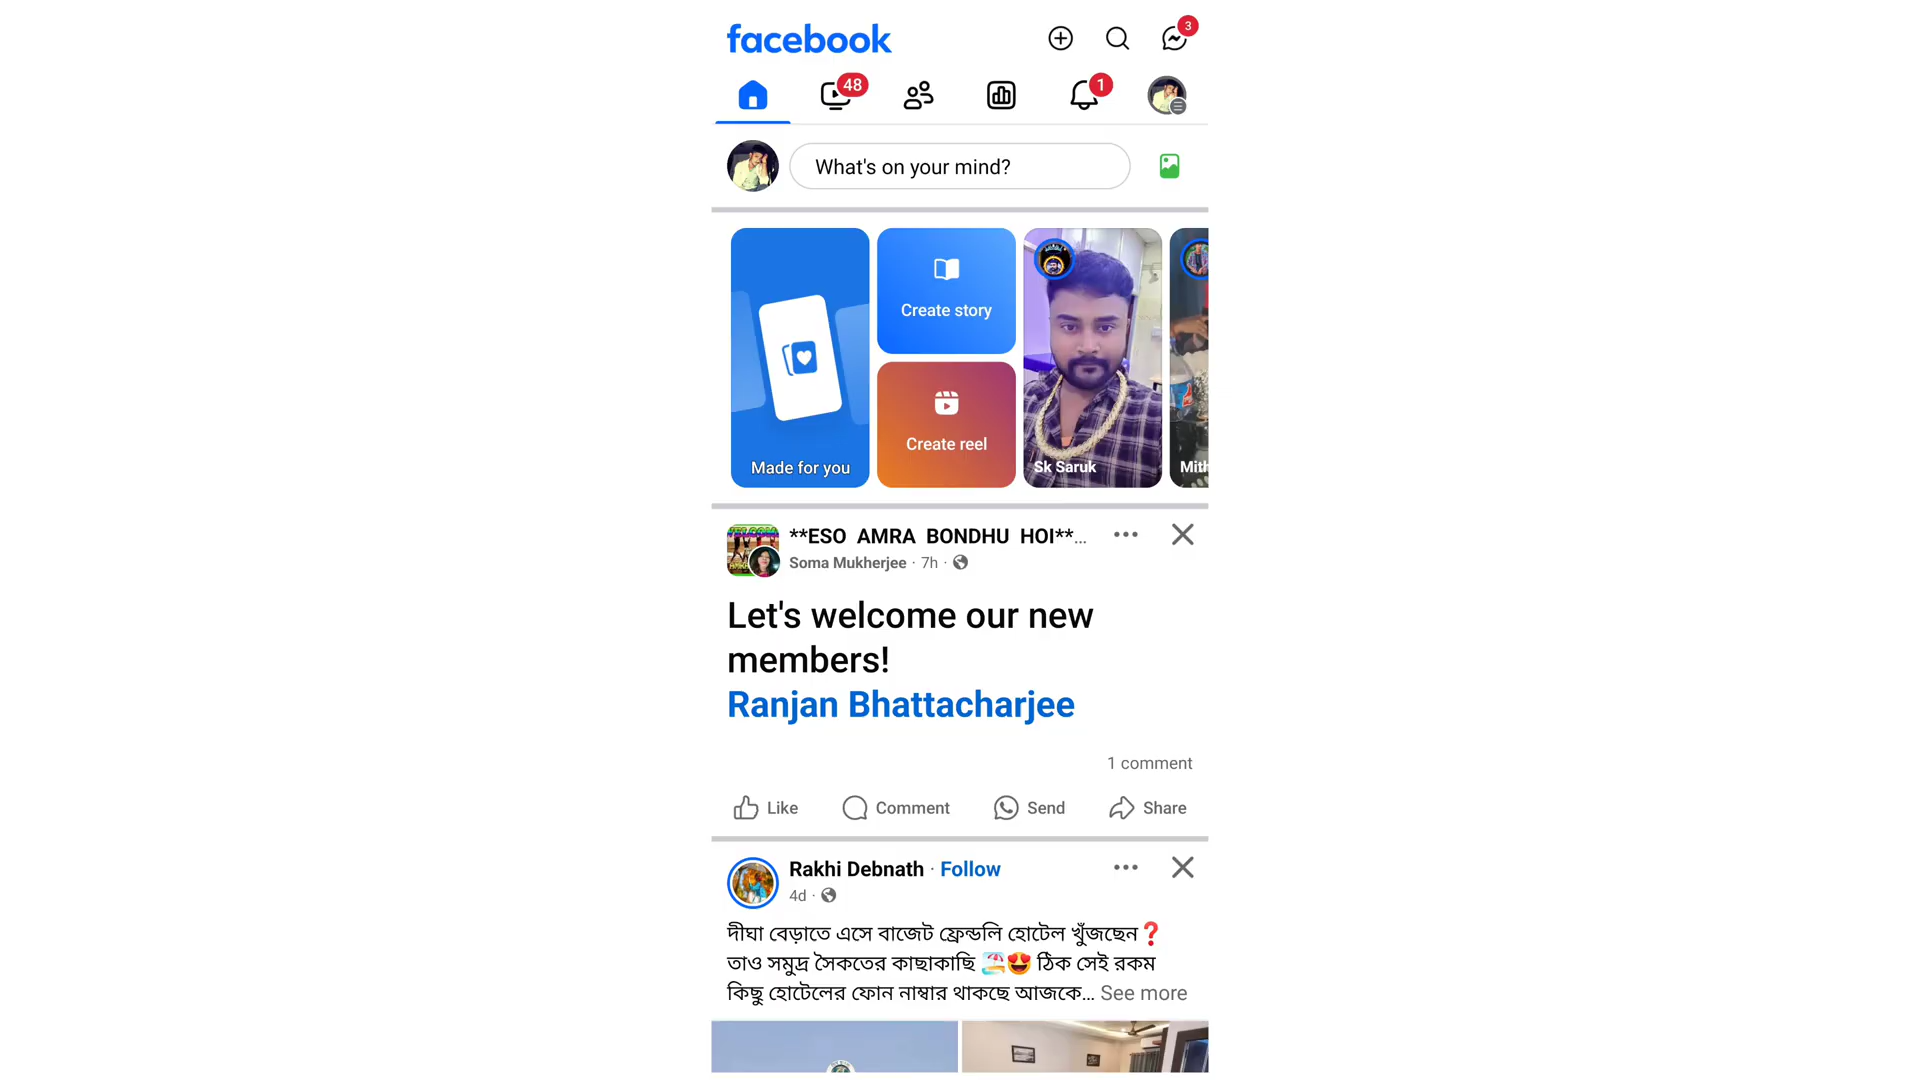 facebook
3
48
1
What's on your mind?
Create story
Create reel
Made for you
Sk Saruk
Mith
**ESO AMRA BONDHU HOI**...
Soma Mukherjee · 7h ·
Let's welcome our new
members!
Ranjan Bhattacharjee
1 comment
Like Comment Send Share
Rakhi Debnath · Follow
4d ·
দীঘা বেড়াতে এসে বাজেট ফ্রেন্ডলি হোটেল খুঁজছেন❓
তাও সমুদ্র সৈকতের কাছাকাছি 🏖️😍 ঠিক সেই রকম
কিছু হোটেলের ফোন নাম্বার থাকছে আজকে... See more